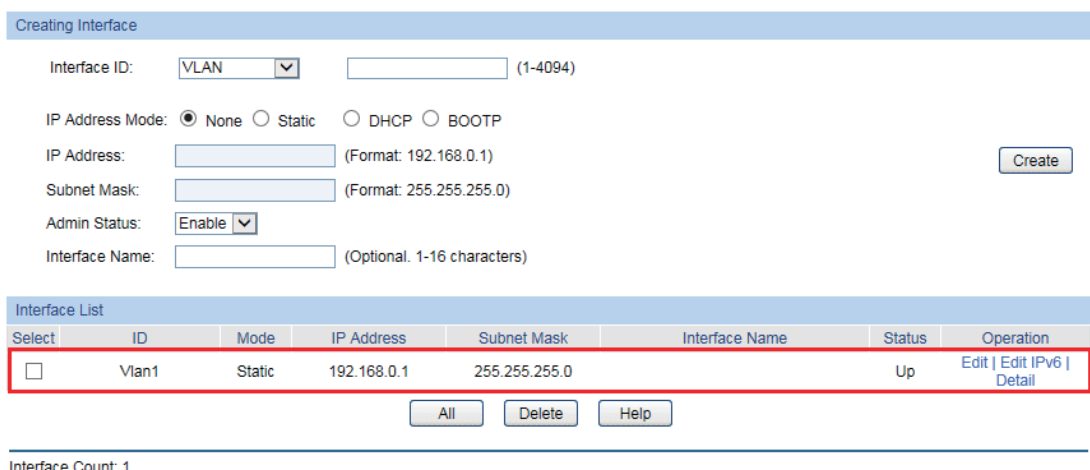 Creating Interface
Interface ID: VLAN (1-4094)
IP Address Mode: None Static DHCP BOOTP
IP Address: (Format: 192.168.0.1)
Create
Subnet Mask: (Format: 255.255.255.0)
Admin Status: Enable
Interface Name: (Optional. 1-16 characters)
Interface List
Select ID Mode IP Address Subnet Mask Interface Name Status Operation
Vlan1 Static 192.168.0.1 255.255.255.0 Up Edit | Edit IPv6 |
Detail
All Delete Help
Interface Count: 1